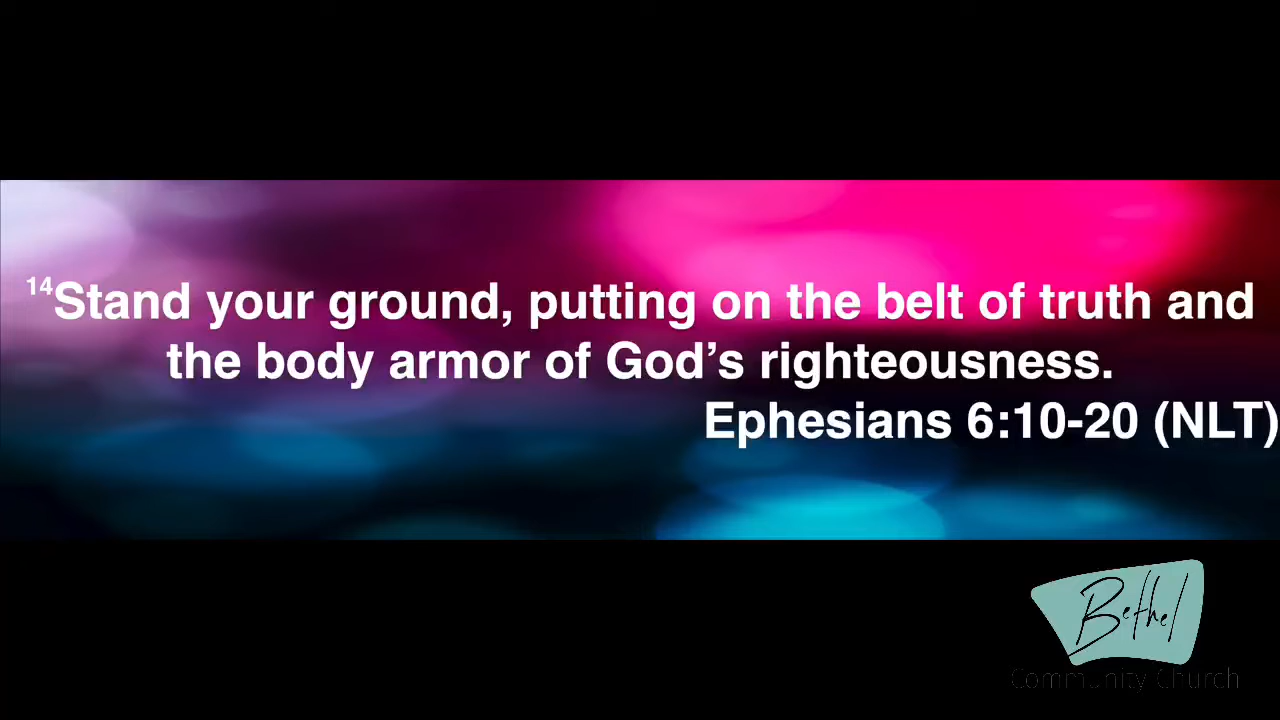 14Stand your ground, putting on the belt of truth and
the body armor of God’s righteousness.
Ephesians 6:10-20 (NLT)
Bethel
Community Church